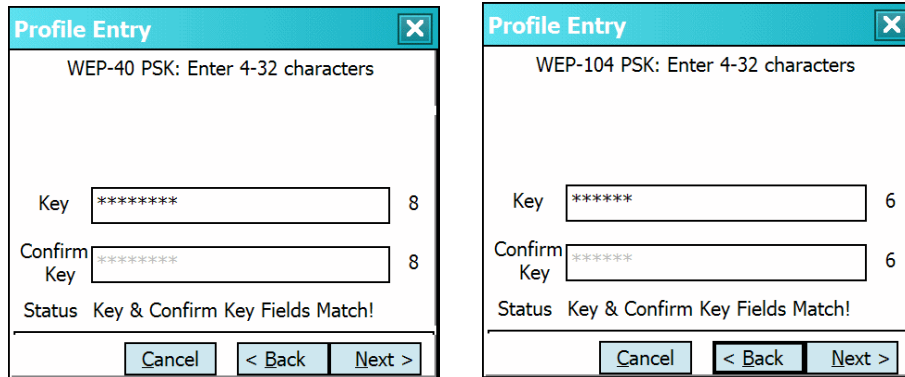 Profile Entry X
WEP-40 PSK: Enter 4-32 characters
Key ******** 8
Confirm
Key ******** 8
Status Key & Confirm Key Fields Match!
Cancel < Back Next >
Profile Entry X
WEP-104 PSK: Enter 4-32 characters
Key ****** 6
Confirm
Key ****** 6
Status Key & Confirm Key Fields Match!
Cancel < Back Next >